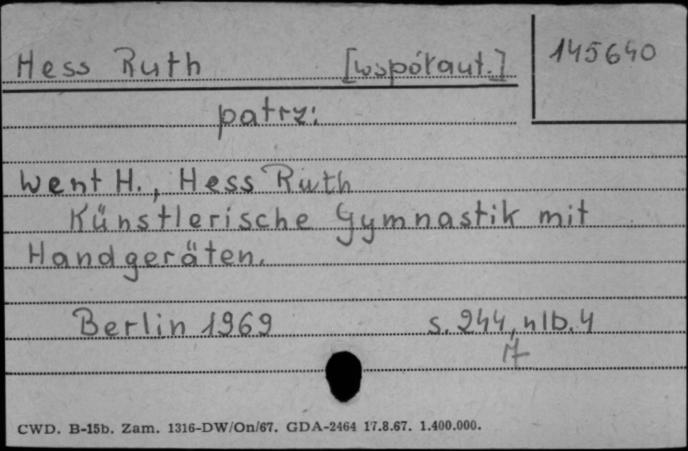 Hess Ruth [współaut.] 145640
patrz:
Went H., Hess Ruth
Künstlerische Gymnastik mit
Handgeräten.
Berlin 1969 s. 244, nlb. 4
CWD. B-15b. Zam. 1316-DW/On/67. GDA-2464 17.8.67. 1.400.000.